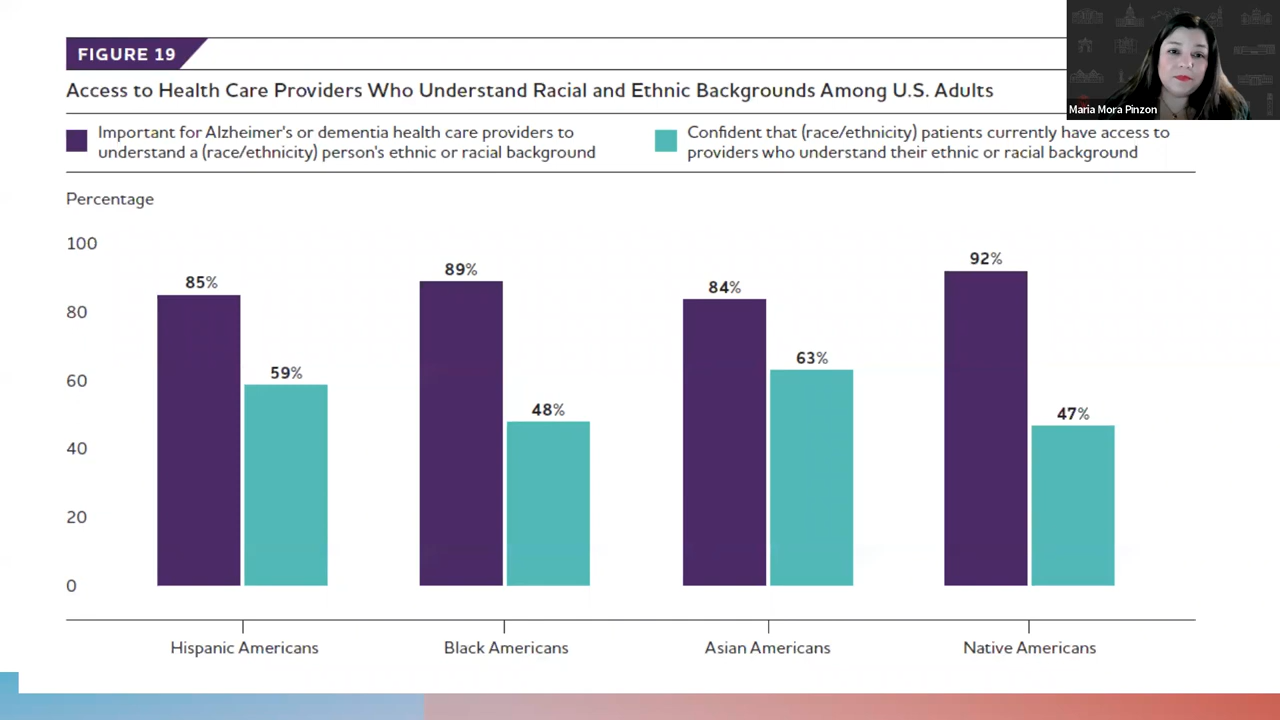 FIGURE 19
Access to Health Care Providers Who Understand Racial and Ethnic Backgrounds Among U.S. Adults
Maria Mora Pinzon
Important for Alzheimer's or dementia health care providers to
understand a (race/ethnicity) person's ethnic or racial background
Confident that (race/ethnicity) patients currently have access to
providers who understand their ethnic or racial background
Percentage
100
80
60
40
20
0
85%
59%
89%
48%
84%
63%
92%
47%
Hispanic Americans
Black Americans
Asian Americans
Native Americans